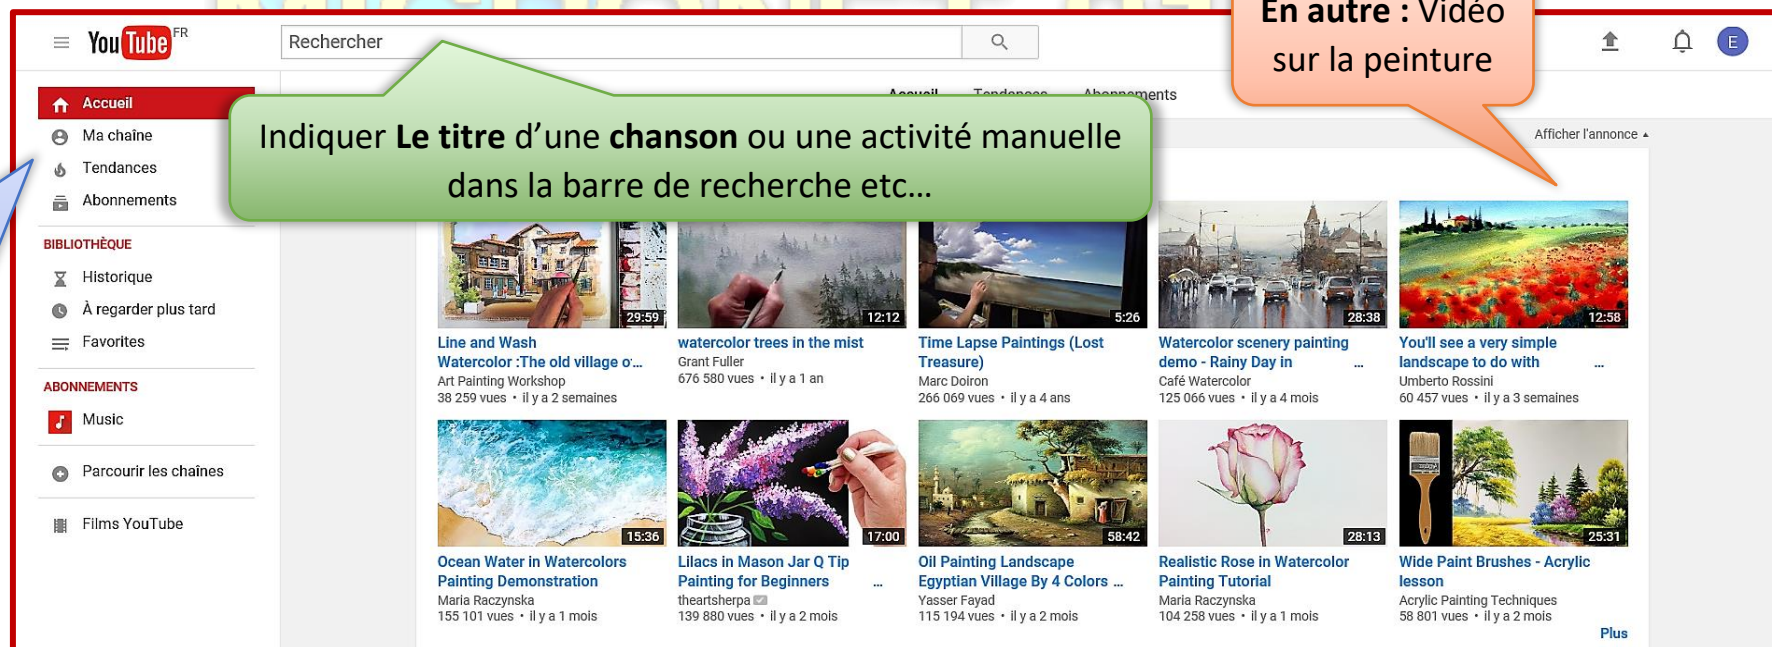 En autre : Vidéo
sur la peinture
YouTube FR
Rechercher
E
Indiquer Le titre d'une chanson ou une activité manuelle
dans la barre de recherche etc…
Accueil Tendances Abonnements
Afficher l'annonce
Accueil
Ma chaîne
Tendances
Abonnements
BIBLIOTHÈQUE
Historique
À regarder plus tard
Favorites
ABONNEMENTS
Music
Parcourir les chaînes
Films YouTube
29:59
Line and Wash
Watercolor :The old village o'...
Art Painting Workshop
38 259 vues • il y a 2 semaines
12:12
watercolor trees in the mist
Grant Fuller
676 580 vues • il y a 1 an
5:26
Time Lapse Paintings (Lost
Treasure)
Marc Doiron
266 069 vues • il y a 4 ans
28:38
Watercolor scenery painting
demo - Rainy Day in ...
Café Watercolor
125 066 vues • il y a 4 mois
12:58
You'll see a very simple
landscape to do with ...
Umberto Rossini
60 457 vues • il y a 3 semaines
15:36
Ocean Water in Watercolors
Painting Demonstration
Maria Raczynska
155 101 vues • il y a 1 mois
17:00
Lilacs in Mason Jar Q Tip
Painting for Beginners ...
theartsherpa
139 880 vues • il y a 2 mois
58:42
Oil Painting Landscape
Egyptian Village By 4 Colors ...
Yasser Fayad
115 194 vues • il y a 2 mois
28:13
Realistic Rose in Watercolor
Painting Tutorial
Maria Raczynska
104 258 vues • il y a 1 mois
25:31
Wide Paint Brushes - Acrylic
lesson
Acrylic Painting Techniques
58 801 vues • il y a 2 mois
Plus